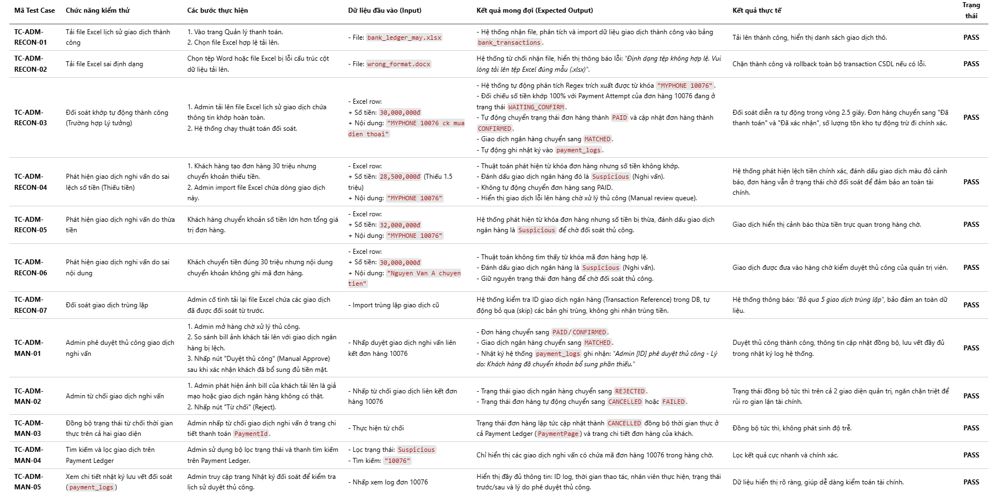 Mã Test Case Chức năng kiểm thử Các bước thực hiện Dữ liệu đầu vào (Input) Kết quả mong đợi (Expected Output) Kết quả thực tế Trạng thái
TC-ADM-
RECON-01
Tải file Excel lịch sử giao dịch thành
công
1. Vào trang Quản lý thanh toán.
2. Chọn file Excel hợp lệ tải lên.
- File: bank_ledger_may.xlsx
- Hệ thống nhận file, phân tích và import dữ liệu giao dịch thành công vào bảng
bank_transactions.
Tải lên thành công, hiển thị danh sách giao dịch thô.
PASS
TC-ADM-
RECON-02
Tải file Excel sai định dạng
Chọn tệp Word hoặc file Excel bị lỗi cấu trúc cột
dữ liệu tải lên.
- File: wrong_format.docx
Hệ thống từ chối nhận file, hiển thị thông báo lỗi: "Định dạng tệp không hợp lệ. Vui
lòng tải lên tệp Excel đúng mẫu (.xlsx)".
Chặn thành công và rollback toàn bộ transaction CSDL nếu có lỗi.
PASS
TC-ADM-
RECON-03
Đối soát khớp tự động thành công
(Trường hợp Lý tưởng)
1. Admin tải lên file Excel lịch sử giao dịch chứa
thông tin khớp hoàn toàn.
2. Hệ thống chạy thuật toán đối soát.
- Excel row:
+ Số tiền: 30,000,000đ
+ Nội dung: "MYPHONE 10076 ck mua
dien thoai"
- Hệ thống tự động phân tích Regex trích xuất được từ khóa "MYPHONE 10076".
- Đối chiếu số tiền khớp 100% với Payment Attempt của đơn hàng 10076 đang ở
trạng thái WAITING_CONFIRM.
- Tự động chuyển trạng thái đơn hàng thành PAID và cập nhật đơn hàng thành
CONFIRMED.
- Giao dịch ngân hàng chuyển sang MATCHED.
- Tự động ghi nhật ký vào payment_logs.
Đối soát diễn ra tự động trong vòng 2.5 giây. Đơn hàng chuyển sang "Đã
thanh toán" và "Đã xác nhận", số lượng tồn kho tự động trừ đi chính xác.
PASS
TC-ADM-
RECON-04
Phát hiện giao dịch nghi vấn do sai
lệch số tiền (Thiếu tiền)
1. Khách hàng tạo đơn hàng 30 triệu nhưng
chuyển khoản thiếu tiền.
2. Admin import file Excel chứa dòng giao dịch
này.
- Excel row:
+ Số tiền: 28,500,000đ (Thiếu 1.5
triệu)
+ Nội dung: "MYPHONE 10076"
- Thuật toán phát hiện từ khóa đơn hàng nhưng số tiền không khớp.
- Đánh dấu giao dịch ngân hàng đó là Suspicious (Nghi vấn).
- Không tự động chuyển đơn hàng sang PAID.
- Hiển thị giao dịch lỗi lên hàng chờ xử lý thủ công (Manual review queue).
Hệ thống phát hiện lệch tiền chính xác, đánh dấu giao dịch màu đỏ cảnh
báo, đơn hàng vẫn ở trạng thái chờ đối soát để đảm bảo an toàn tài
chính.
PASS
TC-ADM-
RECON-05
Phát hiện giao dịch nghi vấn do thừa
tiền
Khách hàng chuyển khoản số tiền lớn hơn tổng giá
trị đơn hàng.
- Excel row:
+ Số tiền: 32,000,000đ
+ Nội dung: "MYPHONE 10076"
Hệ thống phát hiện từ khóa đơn hàng nhưng số tiền bị thừa, đánh dấu giao dịch
ngân hàng là Suspicious để chờ đối soát thủ công.
Giao dịch hiển thị cảnh báo thừa tiền trực quan trong hàng chờ.
PASS
TC-ADM-
RECON-06
Phát hiện giao dịch nghi vấn do sai
nội dung
Khách chuyển tiền đúng 30 triệu nhưng nội dung
chuyển khoản không ghi mã đơn hàng.
- Excel row:
+ Số tiền: 30,000,000đ
+ Nội dung: "Nguyen Van A chuyen
tien"
- Thuật toán không tìm thấy từ khóa mã đơn hàng hợp lệ.
- Đánh dấu giao dịch ngân hàng là Suspicious (Nghi vấn).
- Giữ nguyên trạng thái đơn hàng để chờ đối soát thủ công.
Giao dịch được đưa vào hàng chờ kiểm duyệt thủ công của quản trị viên.
PASS
TC-ADM-
RECON-07
Đối soát giao dịch trùng lặp
Admin cố tình tải lại file Excel chứa các giao dịch
đã được đối soát từ trước.
- Import trùng lặp giao dịch cũ
Hệ thống kiểm tra ID giao dịch ngân hàng (Transaction Reference) trong DB, tự
động bỏ qua (skip) các bản ghi trùng, không ghi nhận trùng tiền.
Hệ thống thông báo: "Bỏ qua 5 giao dịch trùng lặp", bảo đảm an toàn dữ
liệu.
PASS
TC-ADM-
MAN-01
Admin phê duyệt thủ công giao dịch
nghi vấn
1. Admin mở hàng chờ xử lý thủ công.
2. So sánh bill ảnh khách tải lên với giao dịch ngân
hàng bị lệch.
3. Nhấp nút "Duyệt thủ công" (Manual Approve)
sau khi xác nhận khách đã bổ sung đủ tiền mặt.
- Nhấp duyệt giao dịch nghi vấn liên
kết đơn hàng 10076
- Đơn hàng chuyển sang PAID/CONFIRMED.
- Giao dịch ngân hàng chuyển sang MATCHED.
- Nhật ký hệ thống payment_logs ghi nhận: "Admin [ID] phê duyệt thủ công - Lý
do: Khách hàng đã chuyển khoản bổ sung phần thiếu."
Duyệt thủ công thành công, thông tin cập nhật đồng bộ, lưu vết đầy đủ
trong nhật ký log hệ thống.
PASS
TC-ADM-
MAN-02
Admin từ chối giao dịch nghi vấn
1. Admin phát hiện ảnh bill của khách tải lên là giả
mạo hoặc giao dịch ngân hàng không có thật.
2. Nhấp nút "Từ chối" (Reject).
- Nhấp từ chối giao dịch liên kết đơn
hàng 10076
- Trạng thái giao dịch ngân hàng chuyển sang REJECTED.
- Trạng thái đơn hàng tự động chuyển sang CANCELLED hoặc FAILED.
Trạng thái đồng bộ tức thì trên cả 2 giao diện quản trị, ngăn chặn triệt để
rủi ro gian lận tài chính.
PASS
TC-ADM-
MAN-03
Đồng bộ trạng thái từ chối thời gian
thực trên cả hai giao diện
Admin nhấp từ chối giao dịch nghi vấn ở trang chi
tiết thanh toán PaymentId.
- Thực hiện từ chối
Trạng thái đơn hàng lập tức cập nhật thành CANCELLED đồng bộ thời gian thực ở
cả Payment Ledger (PaymentPage) và trang chi tiết đơn hàng của khách.
Đồng bộ tức thì, không phát sinh độ trễ.
PASS
TC-ADM-
MAN-04
Tìm kiếm và lọc giao dịch trên
Payment Ledger
Admin sử dụng bộ lọc trạng thái và thanh tìm kiếm
trên Payment Ledger.
- Lọc trạng thái: Suspicious
- Tìm kiếm: "10076"
Chỉ hiển thị các giao dịch nghi vấn có chứa mã đơn hàng 10076 trong hàng chờ.
Lọc kết quả cực nhanh và chính xác.
PASS
TC-ADM-
MAN-05
Xem chi tiết nhật ký lưu vết đối soát
(payment_logs)
Admin truy cập trang Nhật ký đối soát để kiểm tra
lịch sử duyệt thủ công.
- Nhấp xem log đơn 10076
Hiển thị đầy đủ thông tin: ID log, thời gian thao tác, nhân viên thực hiện, trạng thái
trước/sau và lý do phê duyệt thủ công.
Dữ liệu hiển thị rõ ràng, giúp dễ dàng kiểm toán tài chính.
PASS